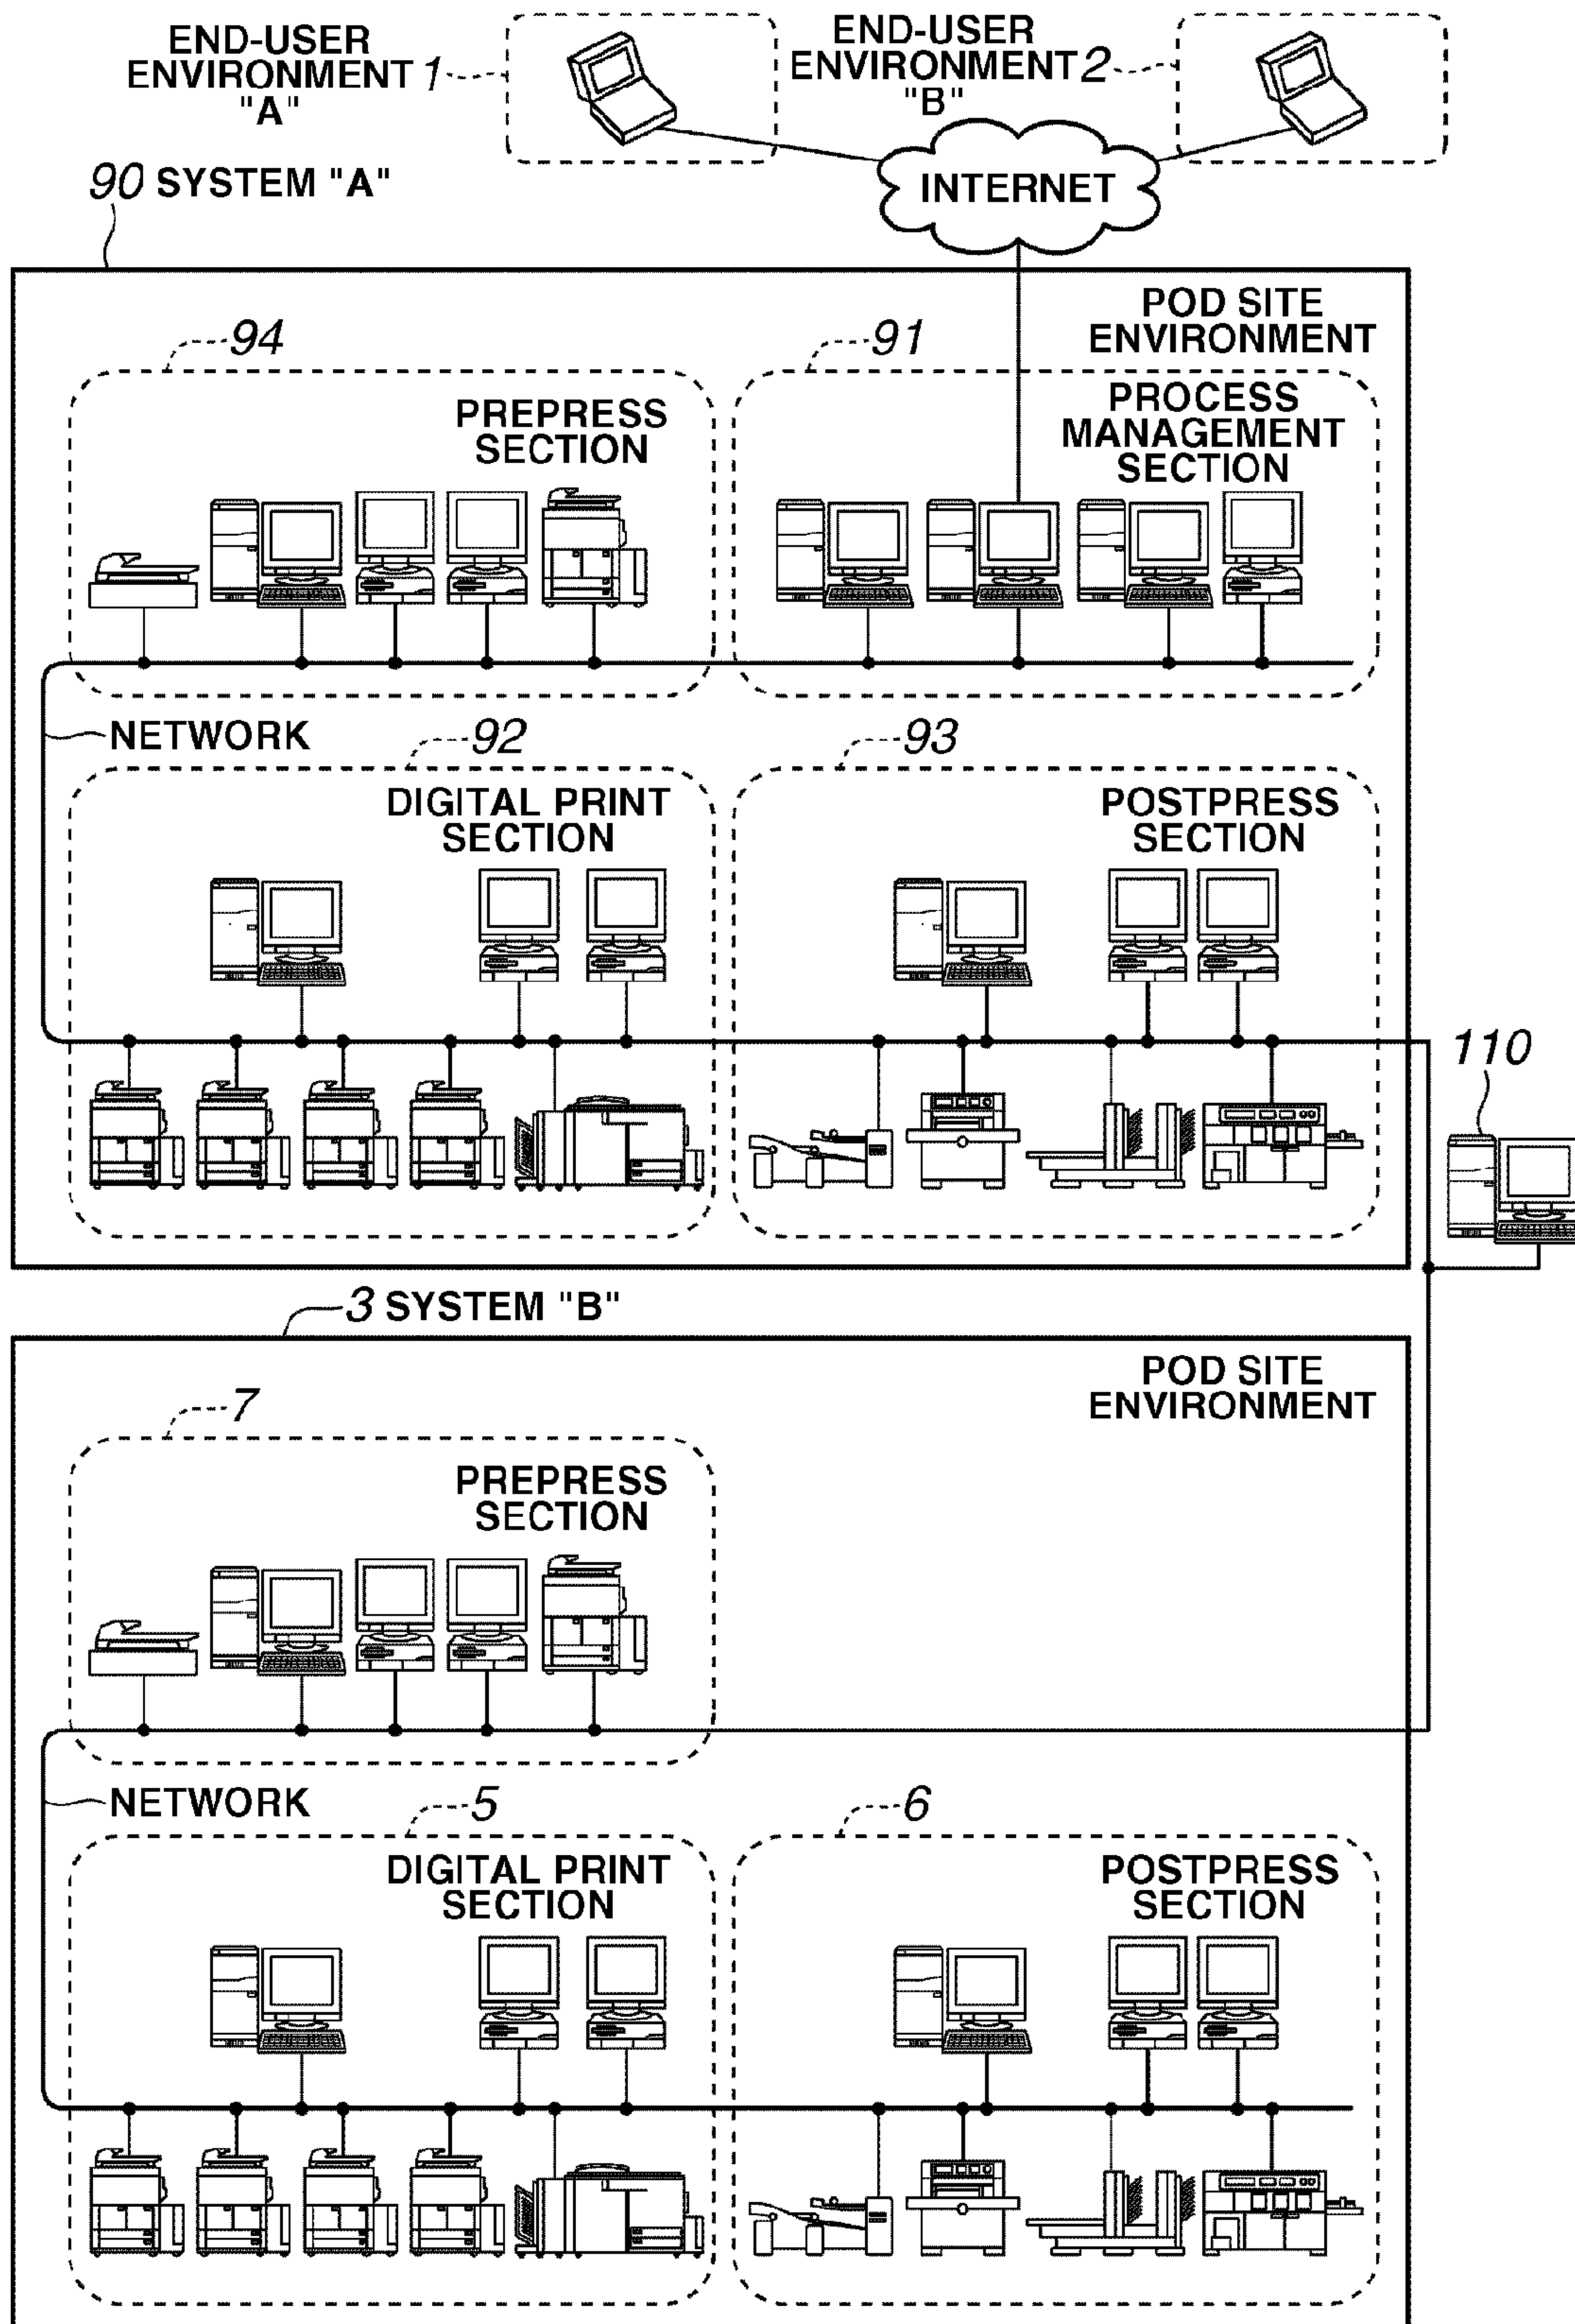 END-USER
ENVIRONMENT 1
"A"
END-USER
ENVIRONMENT 2
"B"
INTERNET
90 SYSTEM "A"
POD SITE
ENVIRONMENT
94
PREPRESS
SECTION
91
PROCESS
MANAGEMENT
SECTION
NETWORK
92
DIGITAL PRINT
SECTION
93
POSTPRESS
SECTION
110
3 SYSTEM "B"
POD SITE
ENVIRONMENT
7
PREPRESS
SECTION
NETWORK
5
DIGITAL PRINT
SECTION
6
POSTPRESS
SECTION